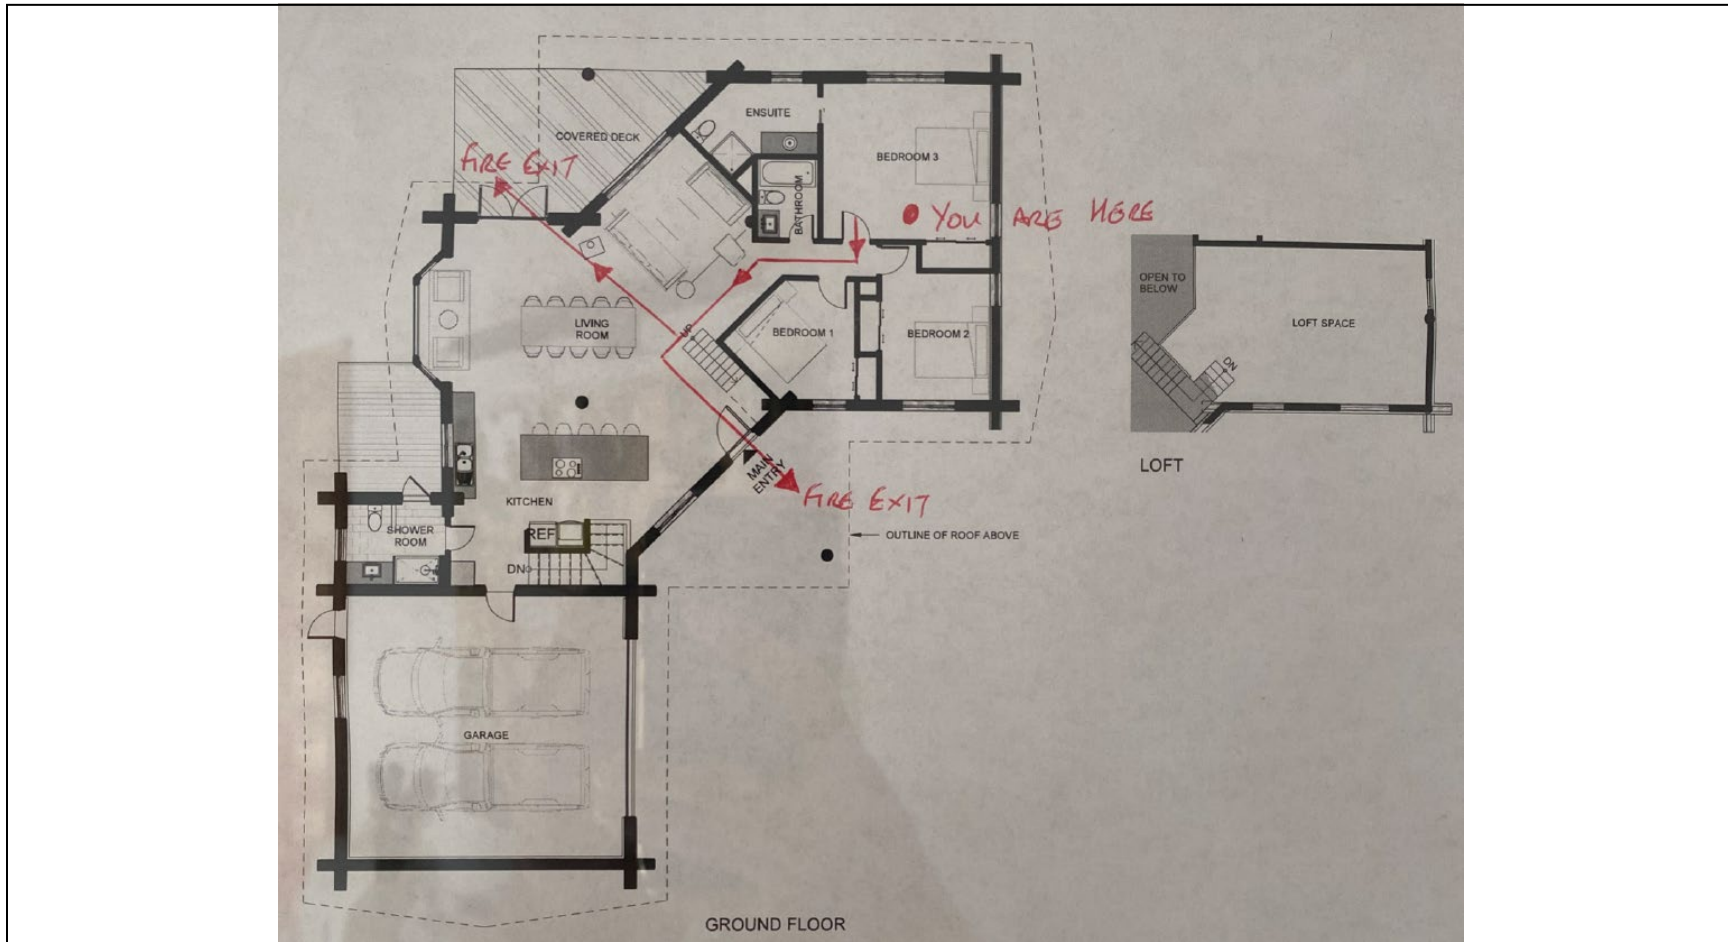 ENSUITE
COVERED DECK
BEDROOM 3
FIRE EXIT
BATHROOM
YOU ARE HERE
OPEN TO
BELOW
LIVING
ROOM
UP
BEDROOM 1
BEDROOM 2
LOFT SPACE
DN
LOFT
MAIN
ENTRY
FIRE EXIT
KITCHEN
SHOWER
ROOM
REF
OUTLINE OF ROOF ABOVE
DN
GARAGE
GROUND FLOOR